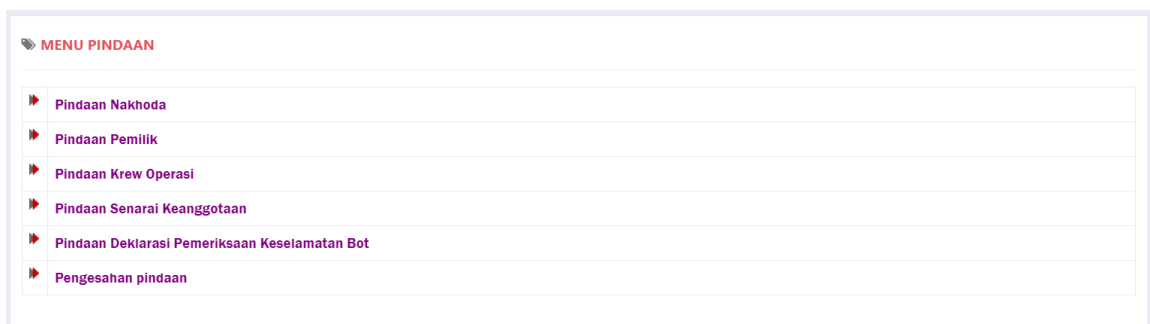 MENU PINDAAN
Pindaan Nakhoda
Pindaan Pemilik
Pindaan Krew Operasi
Pindaan Senarai Keanggotaan
Pindaan Deklarasi Pemeriksaan Keselamatan Bot
Pengesahan pindaan